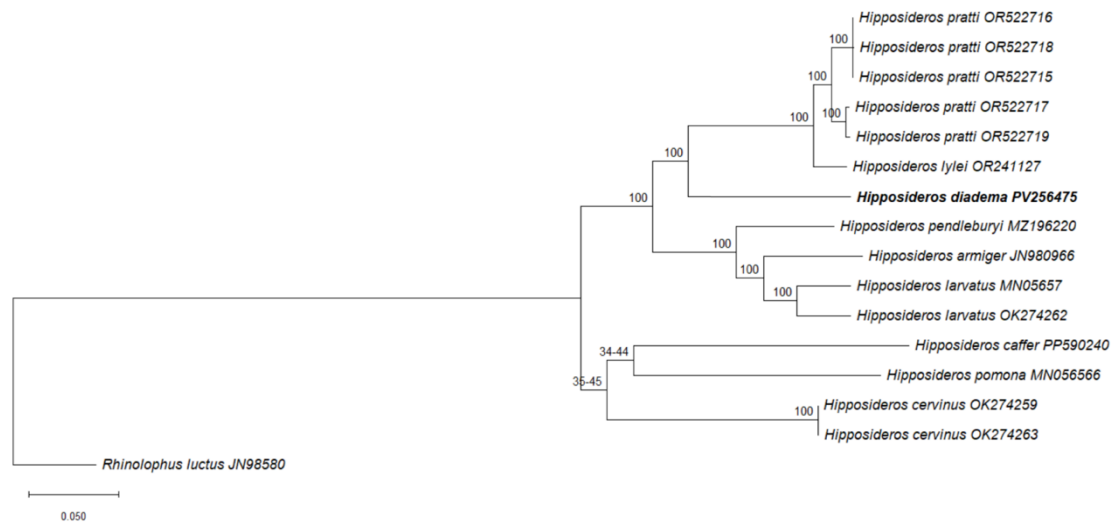 Hipposideros pratti OR522716
100
Hipposideros pratti OR522718
Hipposideros pratti OR522715
100
Hipposideros pratti OR522717
100
100
Hipposideros pratti OR522719
Hipposideros lylei OR241127
100
Hipposideros diadema PV256475
100
Hipposideros pendleburyi MZ196220
100
Hipposideros armiger JN980966
100
Hipposideros larvatus MN05657
100
Hipposideros larvatus OK274262
Hipposideros caffer PP590240
34-44
Hipposideros pomona MN056566
35-45
Hipposideros cervinus OK274259
100
Hipposideros cervinus OK274263
Rhinolophus luctus JN98580
0.050